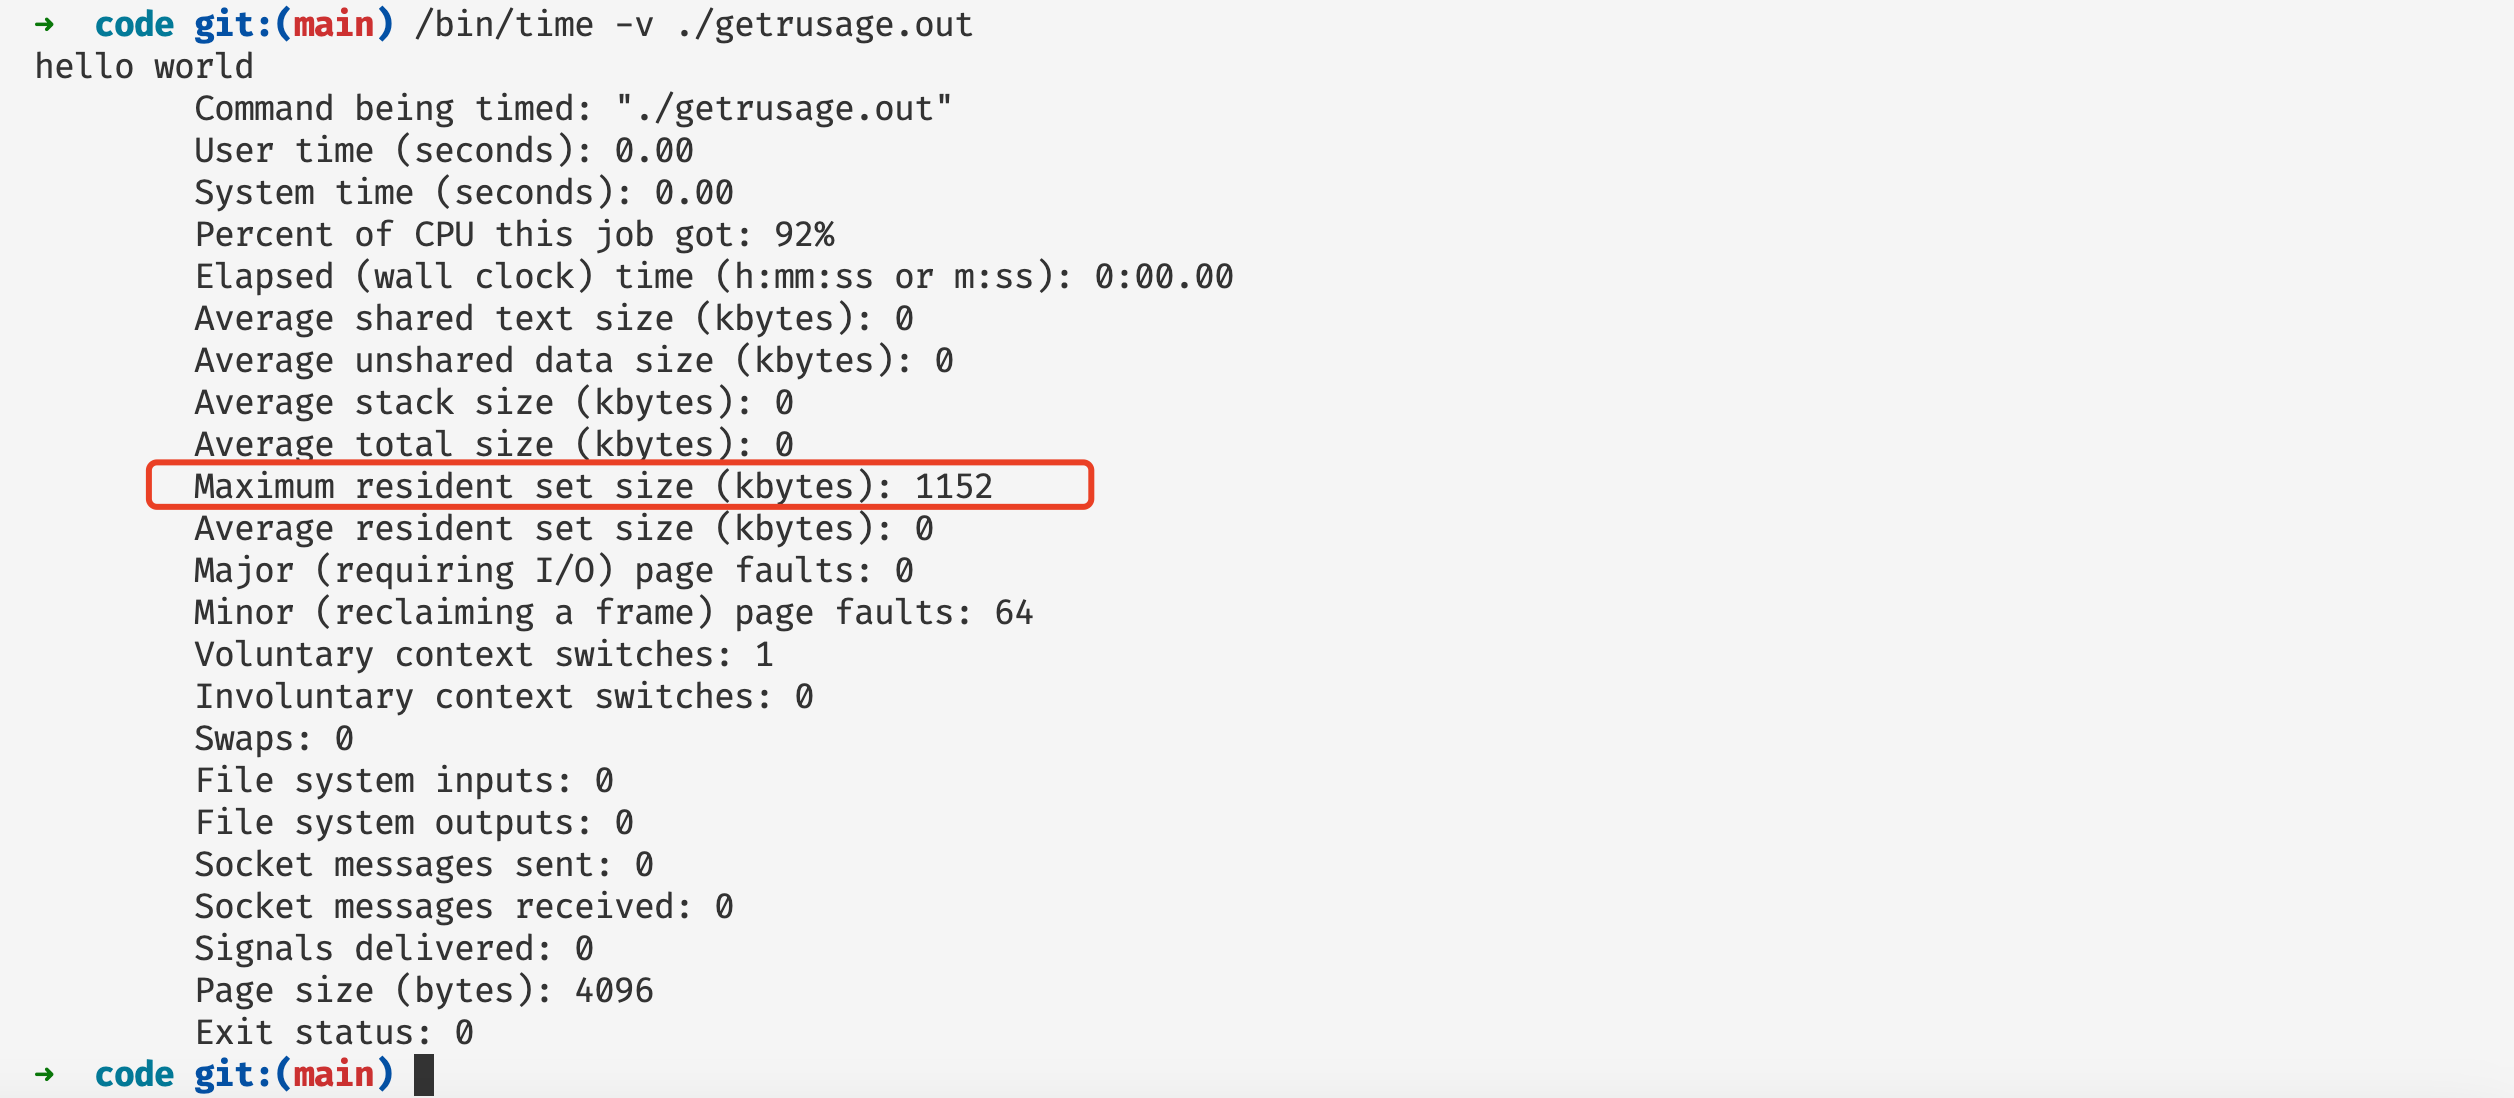 ➜  code git:(main) /bin/time -v ./getrusage.out
hello world
Command being timed: "./getrusage.out"
User time (seconds): 0.00
System time (seconds): 0.00
Percent of CPU this job got: 92%
Elapsed (wall clock) time (h:mm:ss or m:ss): 0:00.00
Average shared text size (kbytes): 0
Average unshared data size (kbytes): 0
Average stack size (kbytes): 0
Average total size (kbytes): 0
Maximum resident set size (kbytes): 1152
Average resident set size (kbytes): 0
Major (requiring I/O) page faults: 0
Minor (reclaiming a frame) page faults: 64
Voluntary context switches: 1
Involuntary context switches: 0
Swaps: 0
File system inputs: 0
File system outputs: 0
Socket messages sent: 0
Socket messages received: 0
Signals delivered: 0
Page size (bytes): 4096
Exit status: 0
➜  code git:(main)